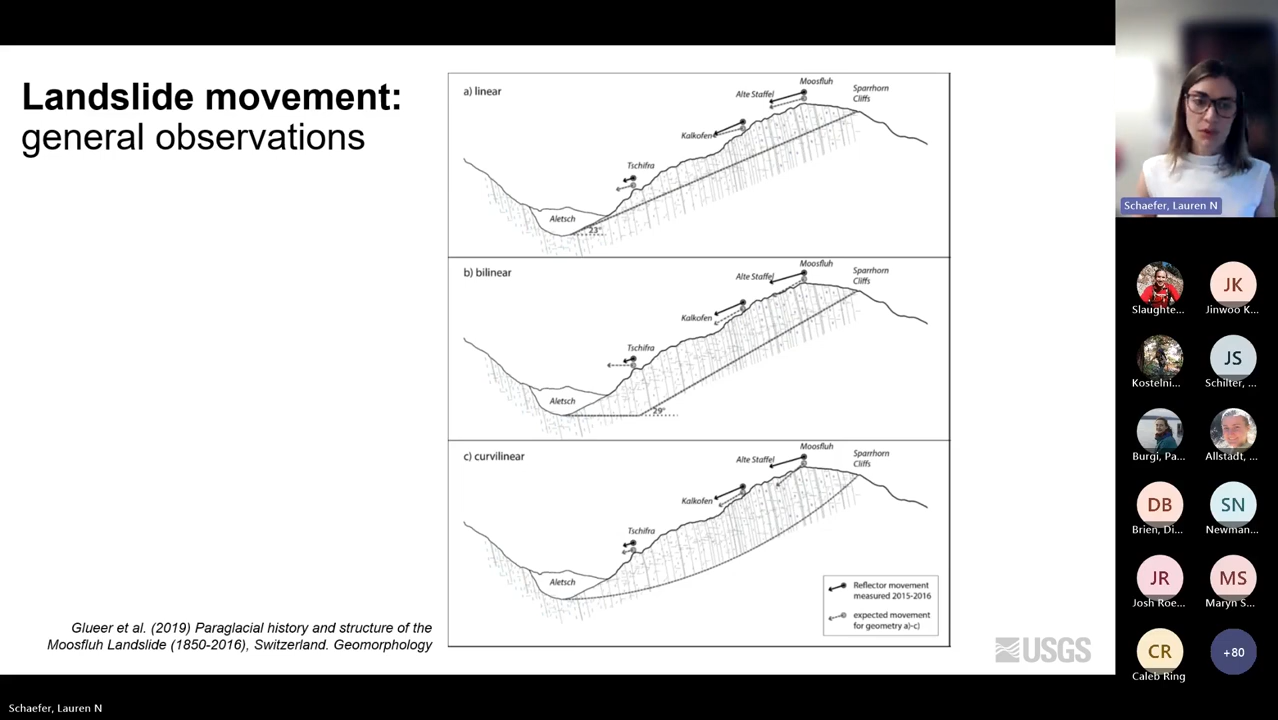 Landslide movement:
general observations
a) linear
Moosfluh
Alte Staffel
Sparrhorn
Cliffs
Kalkofen
Tschifra
Aletsch
23°
b) bilinear
Moosfluh
Alte Staffel
Sparrhorn
Cliffs
Kalkofen
Tschifra
Aletsch
29°
c) curvilinear
Moosfluh
Alte Staffel
Sparrhorn
Cliffs
Kalkofen
Tschifra
Aletsch
Reflector movement
measured 2015-2016
expected movement
for geometry a)-c)
Glueer et al. (2019) Paraglacial history and structure of the
Moosfluh Landslide (1850-2016), Switzerland. Geomorphology
USGS
Schaefer, Lauren N
Slaughte...
JK
Jinwoo K...
Kostelni...
JS
Schilter, ...
Burgi, Pa...
Allstadt, ...
DB
Brien, Di...
SN
Newman...
JR
Josh Roe...
MS
Maryn S...
CR
Caleb Ring
+80
Schaefer, Lauren N